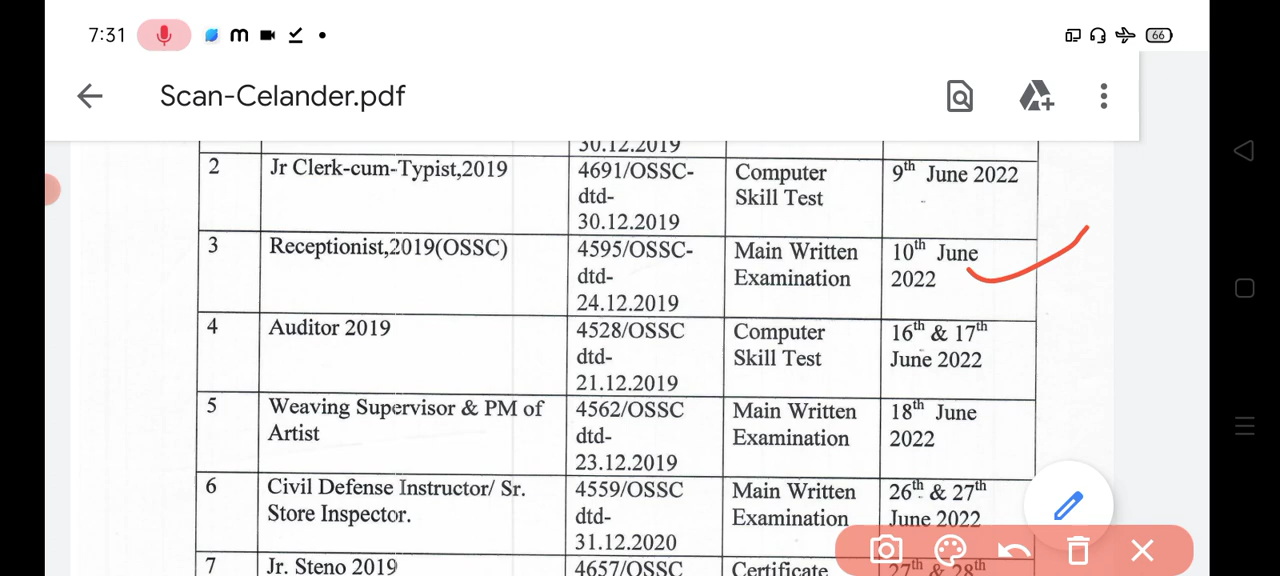 7:31
66
Scan-Celander.pdf
30.12.2019
2 Jr Clerk-cum-Typist,2019 4691/OSSC- Computer 9th June 2022
dtd- Skill Test
30.12.2019
3 Receptionist,2019(OSSC) 4595/OSSC- Main Written 10th June
dtd- Examination 2022
24.12.2019
4 Auditor 2019 4528/OSSC Computer 16th & 17th
dtd- Skill Test June 2022
21.12.2019
5 Weaving Supervisor & PM of 4562/OSSC Main Written 18th June
Artist dtd- Examination 2022
23.12.2019
6 Civil Defense Instructor/ Sr. 4559/OSSC Main Written 26th & 27th
Store Inspector. dtd- Examination June 2022
31.12.2020
7 Jr. Steno 2019 4657/OSSC Certificate 27th & 28th